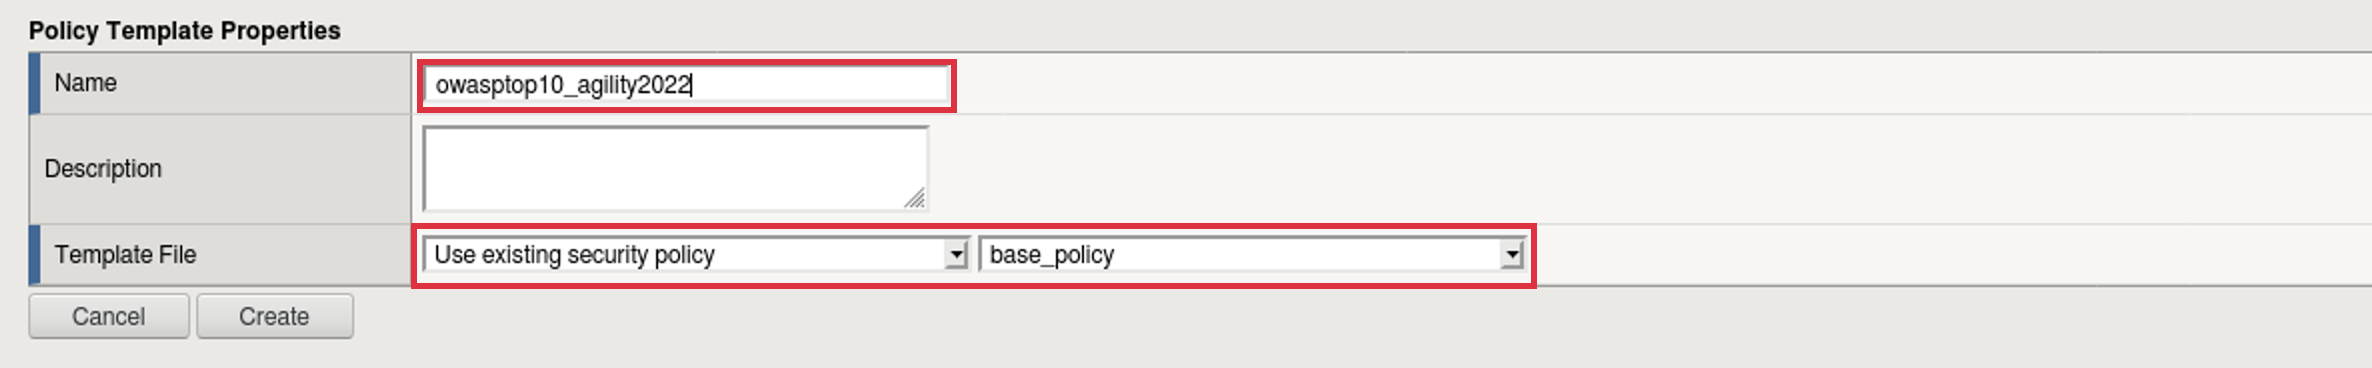 Policy Template Properties
Name owasptop10_agility2022
Description
Template File Use existing security policy base_policy
Cancel Create